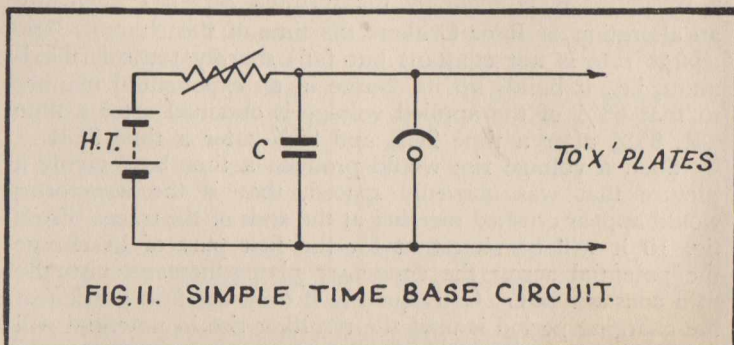 H.T.
C
TO 'X' PLATES
FIG.11. SIMPLE TIME BASE CIRCUIT.